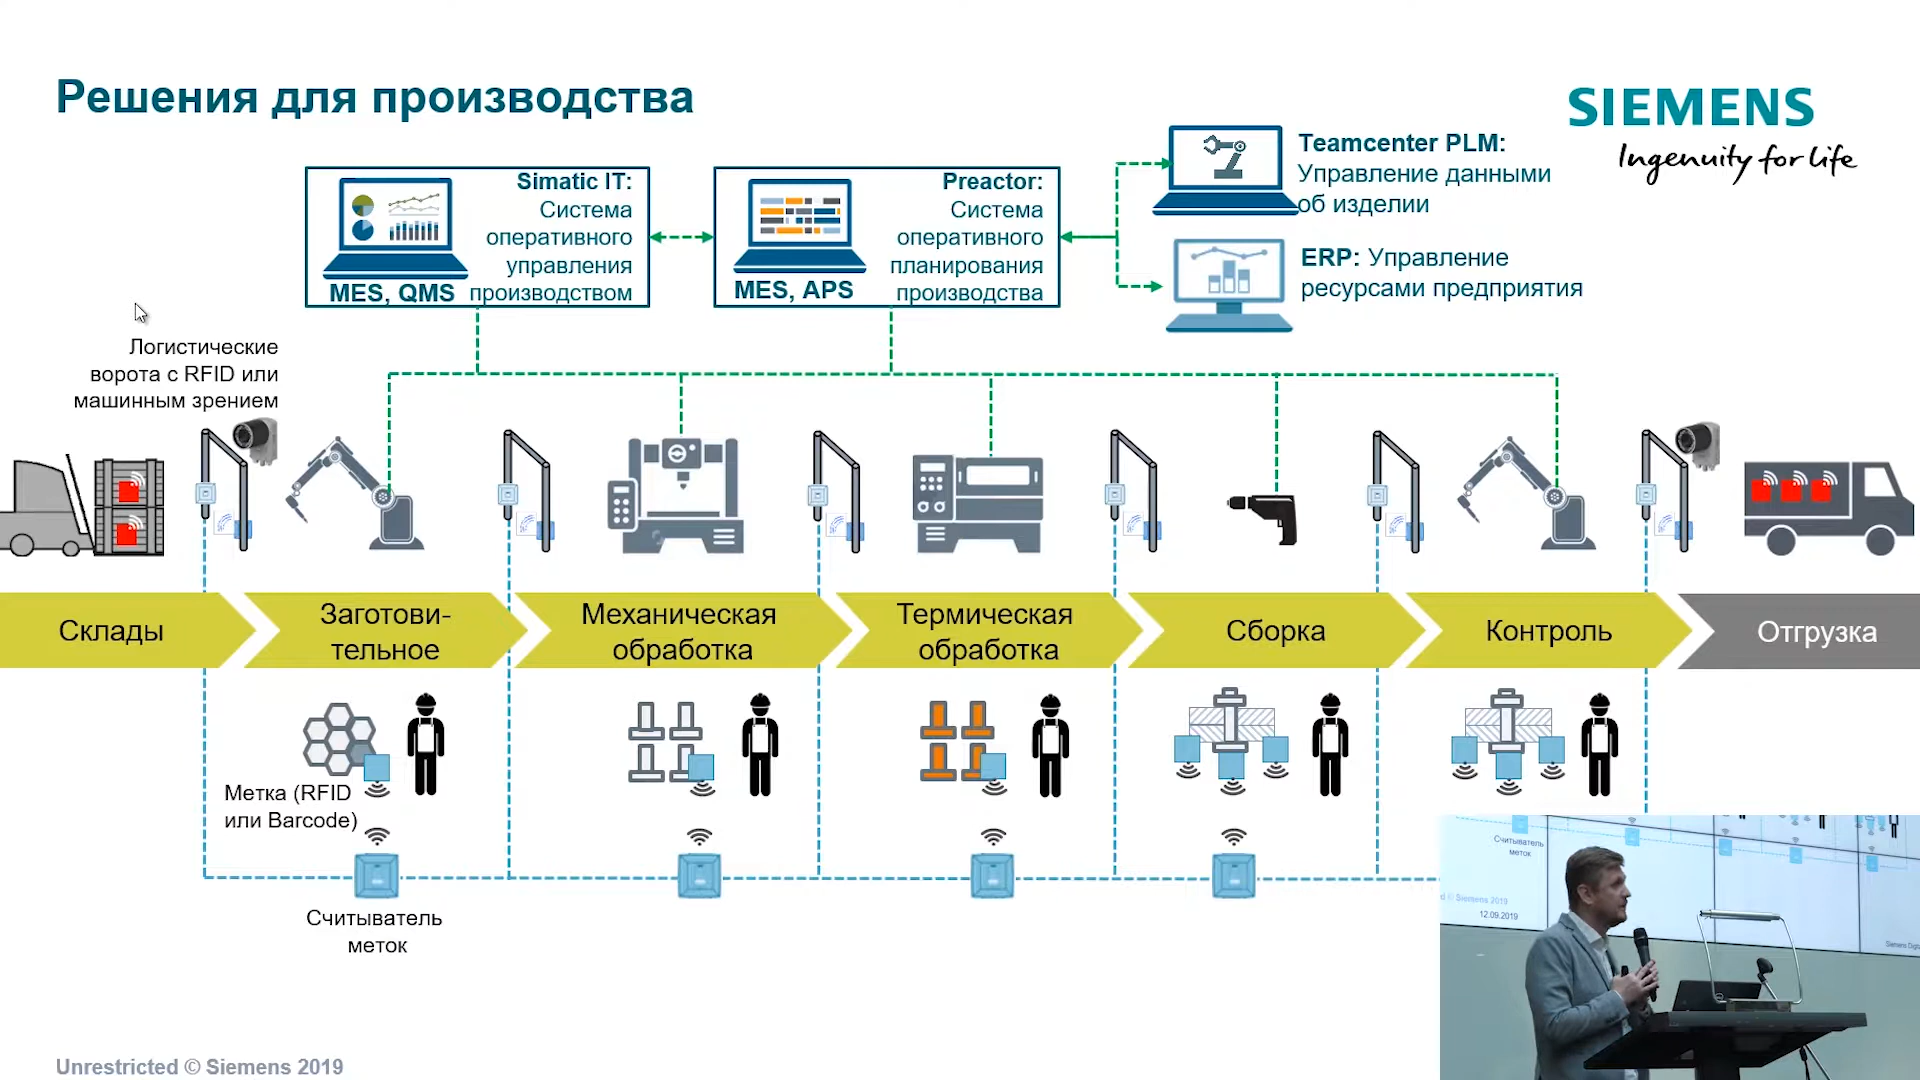 Решения для производства
SIEMENS
Ingenuity for life
Simatic IT:
Система
оперативного
управления
производством
MES, QMS
Preactor:
Система
оперативного
планирования
производства
MES, APS
Teamcenter PLM:
Управление данными
об изделии
ERP: Управление
ресурсами предприятия
Логистические
ворота с RFID или
машинным зрением
Склады
Заготови-
тельное
Механическая
обработка
Термическая
обработка
Сборка
Контроль
Отгрузка
Метка (RFID
или Barcode)
Считыватель
меток
Считыватель
меток
d © Siemens 2019
12.09.2019
Unrestricted © Siemens 2019